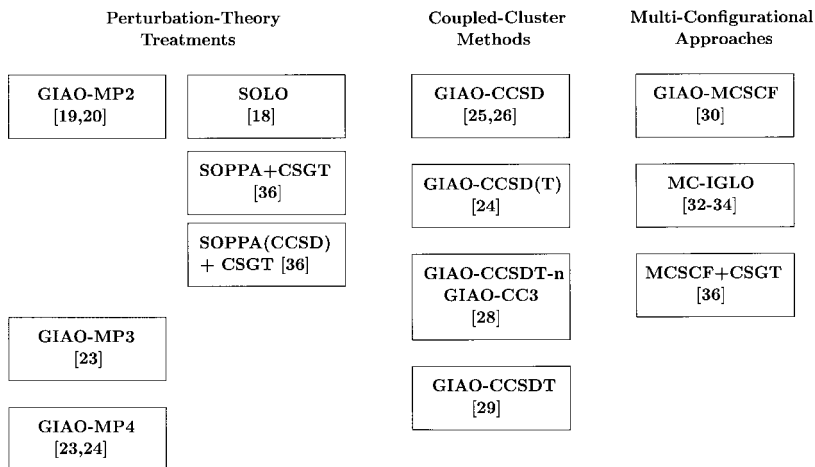 Perturbation-Theory
Treatments
GIAO-MP2
[19,20]
SOLO
[18]
SOPPA+CSGT
[36]
SOPPA(CCSD)
+ CSGT [36]
GIAO-MP3
[23]
GIAO-MP4
[23,24]
Coupled-Cluster
Methods
GIAO-CCSD
[25,26]
GIAO-CCSD(T)
[24]
GIAO-CCSDT-n
GIAO-CC3
[28]
GIAO-CCSDT
[29]
Multi-Configurational
Approaches
GIAO-MCSCF
[30]
MC-IGLO
[32-34]
MCSCF+CSGT
[36]